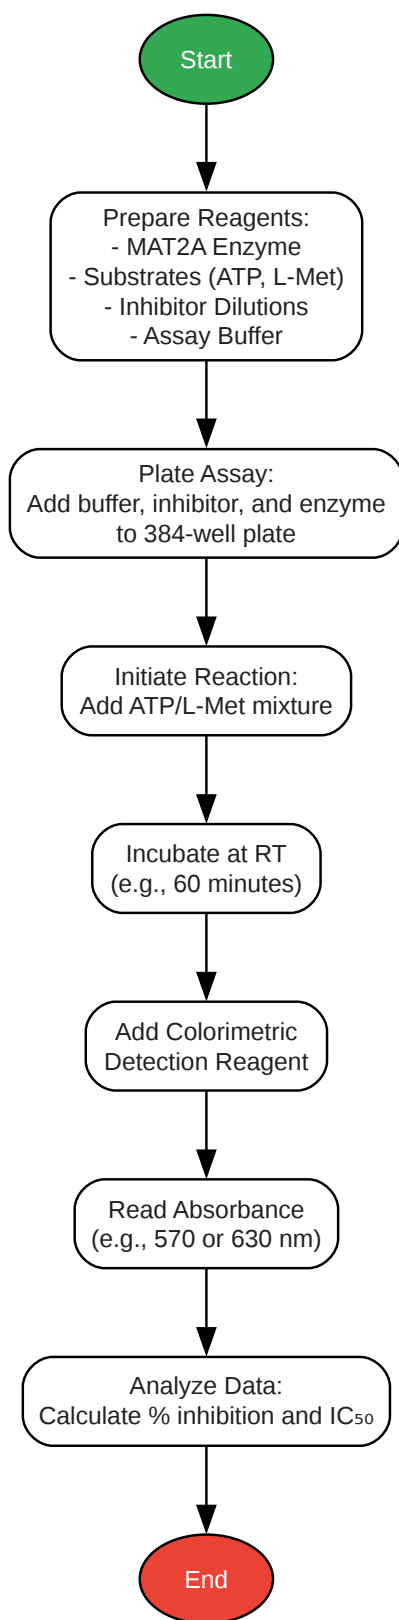 Start
Prepare Reagents:
- MAT2A Enzyme
- Substrates (ATP, L-Met)
- Inhibitor Dilutions
- Assay Buffer
Plate Assay:
Add buffer, inhibitor, and enzyme
to 384-well plate
Initiate Reaction:
Add ATP/L-Met mixture
Incubate at RT
(e.g., 60 minutes)
Add Colorimetric
Detection Reagent
Read Absorbance
(e.g., 570 or 630 nm)
Analyze Data:
Calculate % inhibition and IC₅₀
End